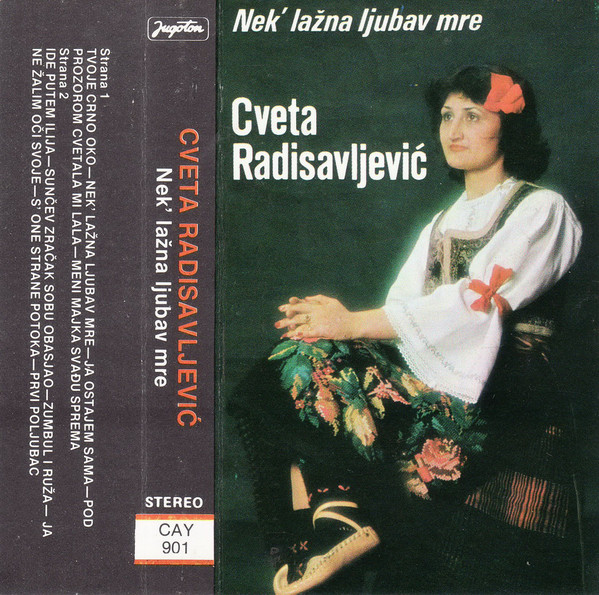 Jugoton
Strana 1
TVOJE CRNO OKO—NEK' LAŽNA LJUBAV MRE—JA OSTAJEM SAMA—POD
PROZOROM CVETALA MI LALA—MENI MAJKA SVAĐU SPREMA
Strana 2
IDE PUTEM ILIJA—SUNČEV ZRAČAK SOBU OBASJAO—ZUMBUL I RUŽA—JA
NE ŽALIM OČI SVOJE—S' ONE STRANE POTOKA—PRVI POLJUBAC
CVETA RADISAVLJEVIĆ
Nek' lažna ljubav mre
STEREO
CAY
901
Nek' lažna ljubav mre
Cveta
Radisavljević